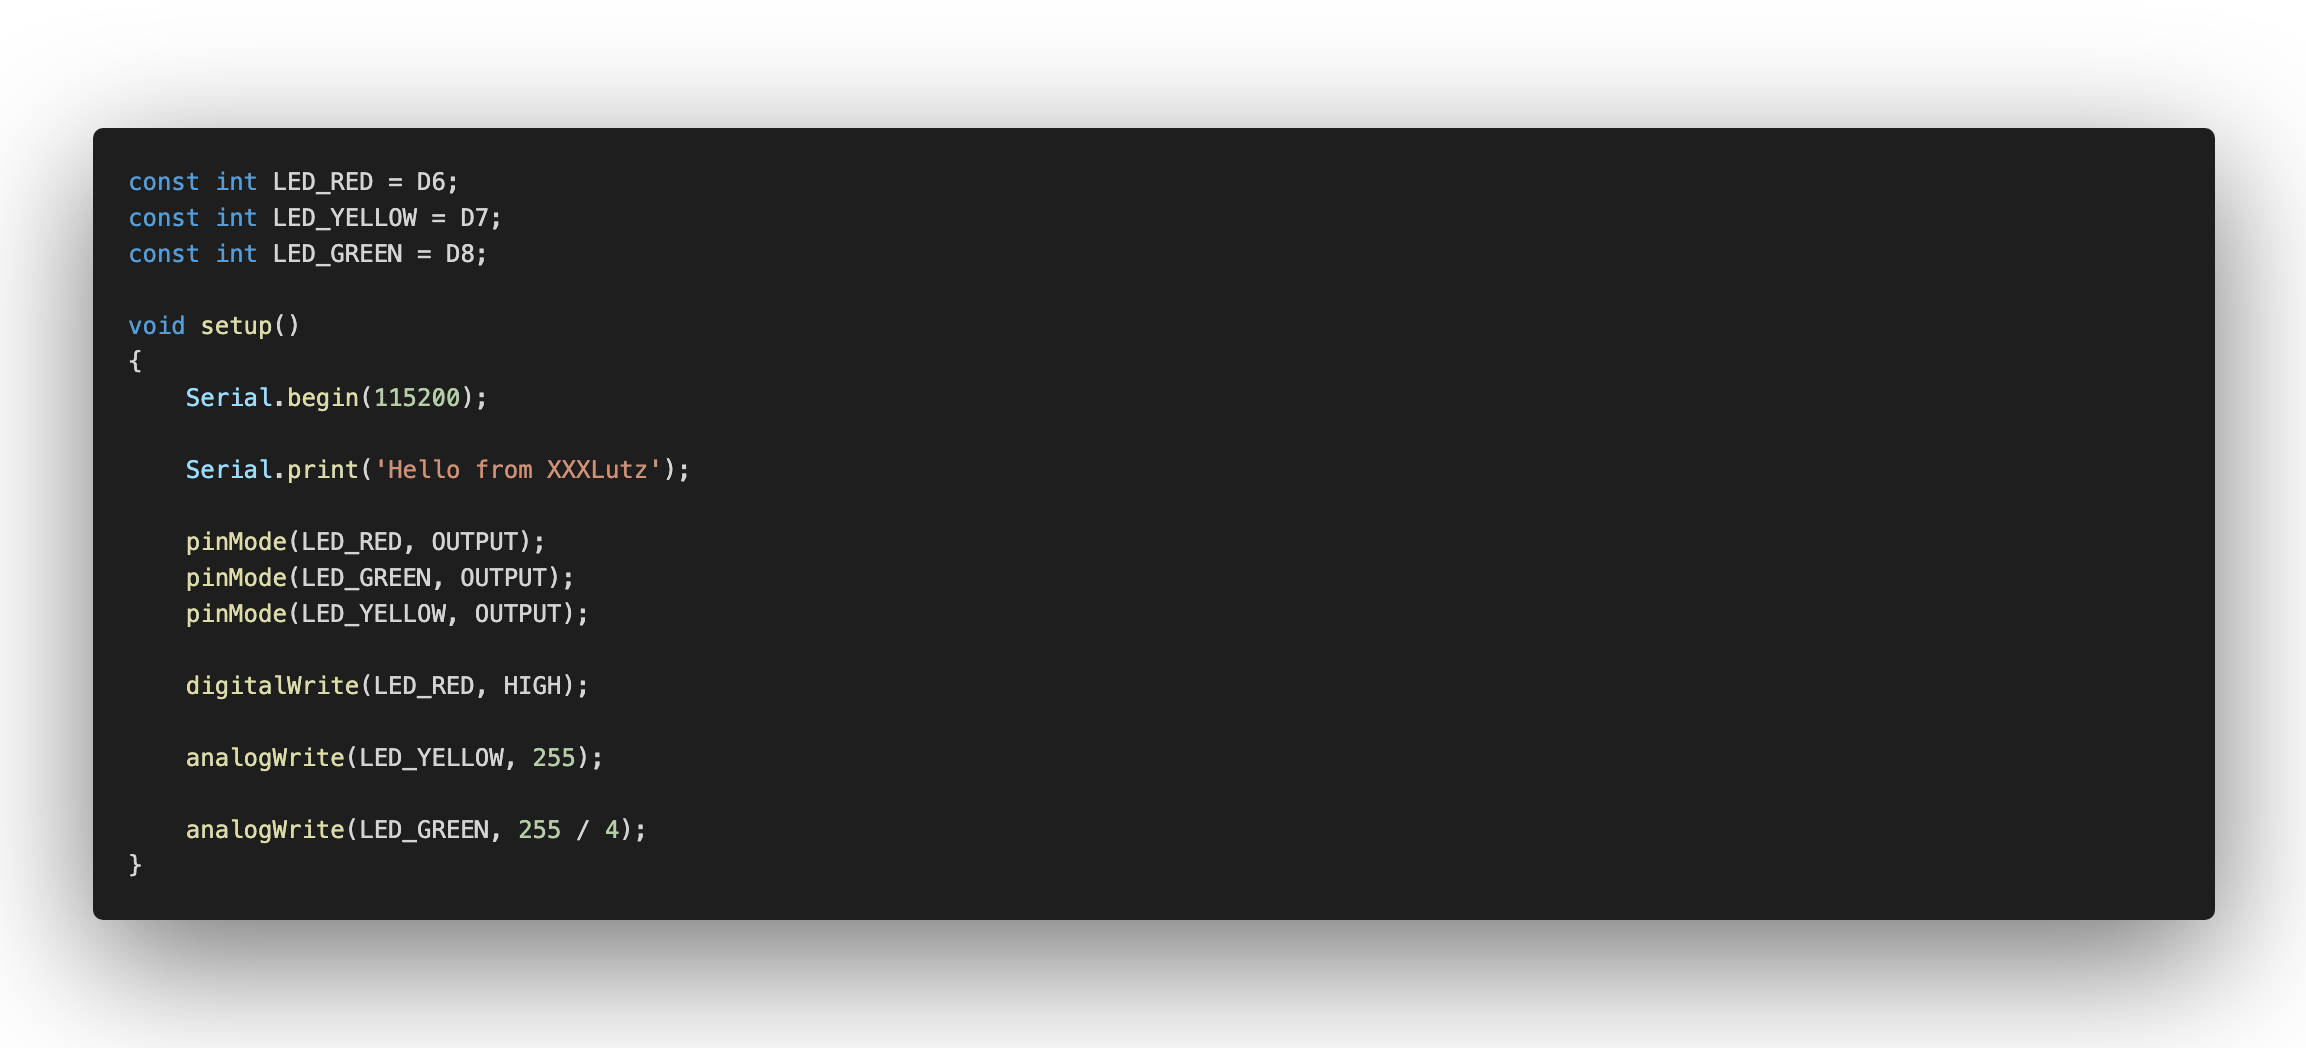 const int LED_RED = D6;
const int LED_YELLOW = D7;
const int LED_GREEN = D8;
void setup()
{
    Serial.begin(115200);
    Serial.print('Hello from XXXLutz');
    pinMode(LED_RED, OUTPUT);
    pinMode(LED_GREEN, OUTPUT);
    pinMode(LED_YELLOW, OUTPUT);
    digitalWrite(LED_RED, HIGH);
    analogWrite(LED_YELLOW, 255);
    analogWrite(LED_GREEN, 255 / 4);
}